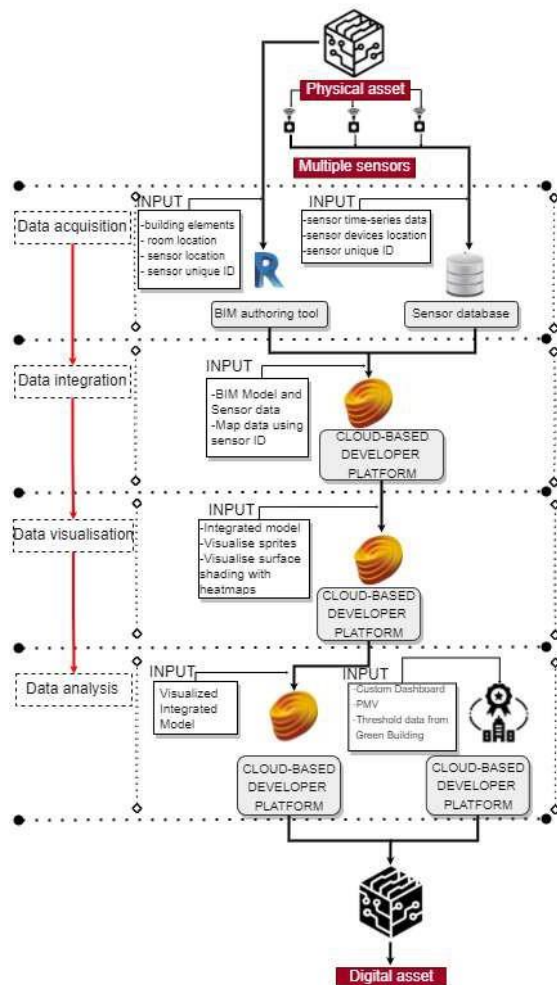 Physical asset
Multiple sensors
Data acquisition
INPUT
-building elements
- room location
- sensor location
- sensor unique ID
INPUT
-sensor time-series data
-sensor devices location
-sensor unique ID
R
BIM authoring tool
Sensor database
Data integration
INPUT
-BIM Model and
Sensor data
-Map data using
sensor ID
CLOUD-BASED
DEVELOPER
PLATFORM
Data visualisation
INPUT
-Integrated model
-Visualise sprites
-Visualise surface
shading with
heatmaps
CLOUD-BASED
DEVELOPER
PLATFORM
Data analysis
INPUT
Visualized
Integrated
Model
INPUT
-Custom Dashboard
-PMV
-Threshold data from
Green Building
CLOUD-BASED
DEVELOPER
PLATFORM
CLOUD-BASED
DEVELOPER
PLATFORM
Digital asset